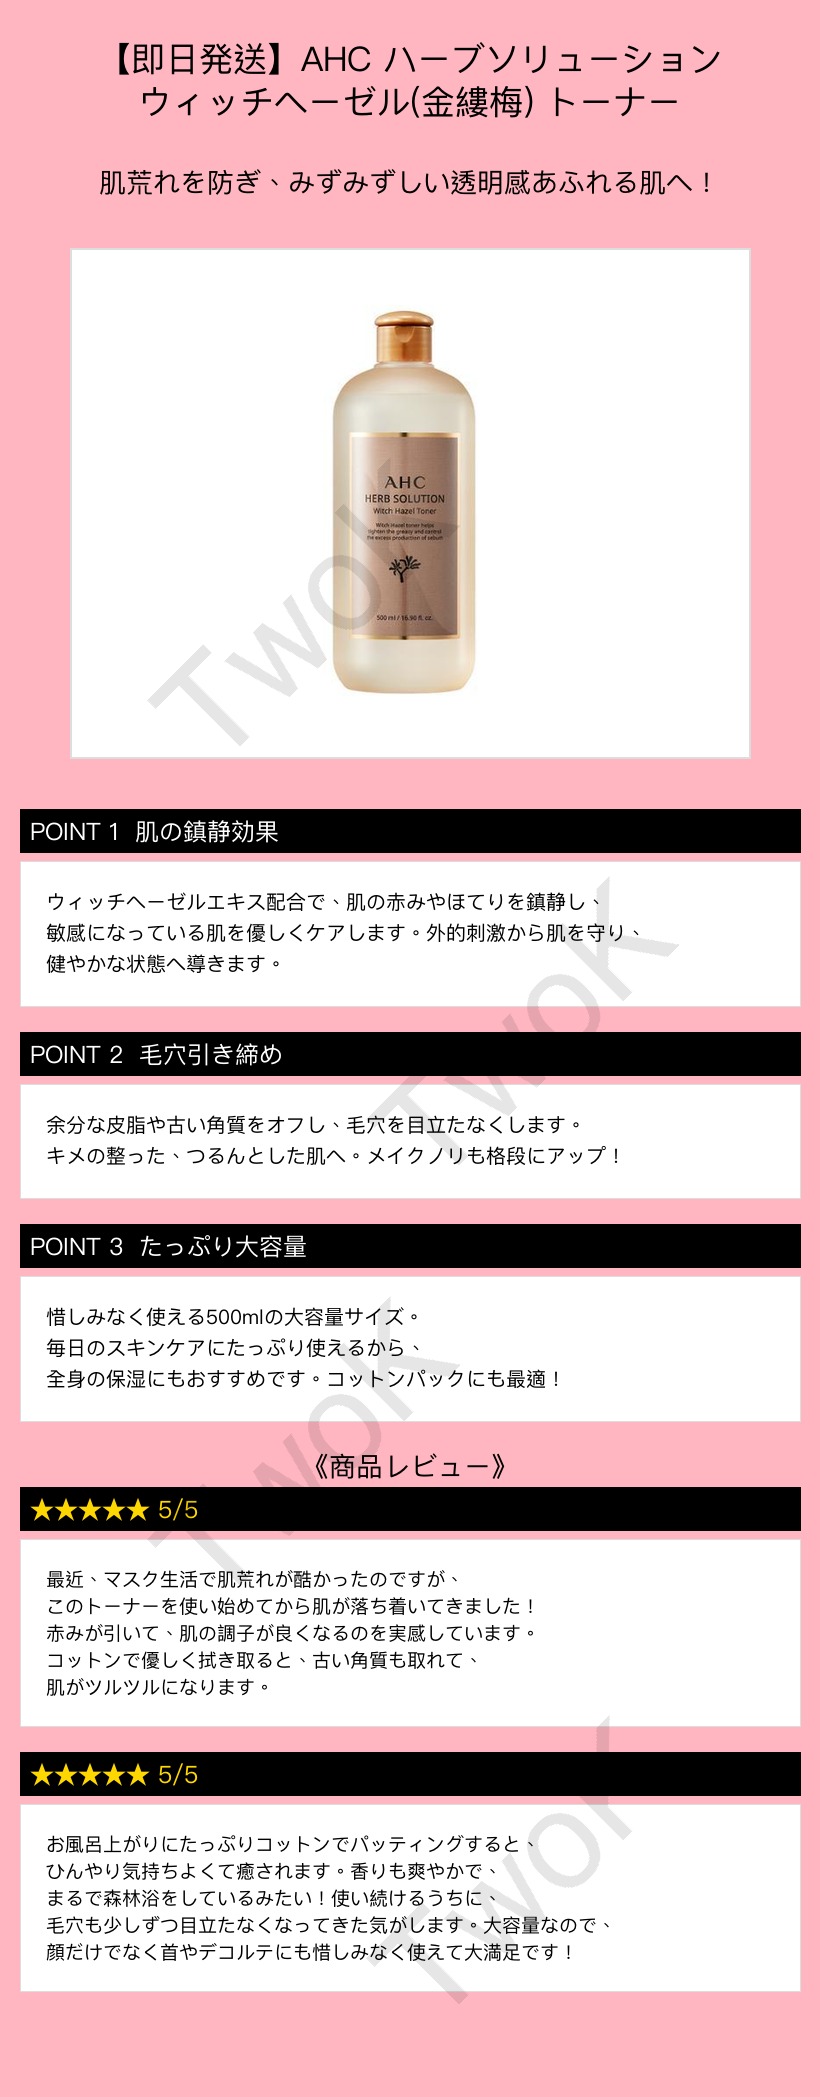 【即日発送】AHC ハーブソリューション
ウィッチヘーゼル(金縷梅) トーナー
肌荒れを防ぎ、みずみずしい透明感あふれる肌へ！
AHC
HERB SOLUTION
Witch Hazel Toner
Witch Hazel toner helps
tighten the greasy and control
the excess production of sebum
500 ml / 16.90 fl. oz.
TwoK
POINT 1 肌の鎮静効果
ウィッチヘーゼルエキス配合で、肌の赤みやほてりを鎮静し、
敏感になっている肌を優しくケアします。外的刺激から肌を守り、
健やかな状態へ導きます。
TwoK
POINT 2 毛穴引き締め
余分な皮脂や古い角質をオフし、毛穴を目立たなくします。
キメの整った、つるんとした肌へ。メイクノリも格段にアップ！
POINT 3 たっぷり大容量
惜しみなく使える500mlの大容量サイズ。
毎日のスキンケアにたっぷり使えるから、
全身の保湿にもおすすめです。コットンパックにも最適！
TwoK
《商品レビュー》
★★★★★ 5/5
最近、マスク生活で肌荒れが酷かったのですが、
このトーナーを使い始めてから肌が落ち着いてきました！
赤みが引いて、肌の調子が良くなるのを実感しています。
コットンで優しく拭き取ると、古い角質も取れて、
肌がツルツルになります。
★★★★★ 5/5
お風呂上がりにたっぷりコットンでパッティングすると、
ひんやり気持ちよくて癒されます。香りも爽やかで、
まるで森林浴をしているみたい！使い続けるうちに、
毛穴も少しずつ目立たなくなってきた気がします。大容量なので、
顔だけでなく首やデコルテにも惜しみなく使えて大満足です！
TwoK